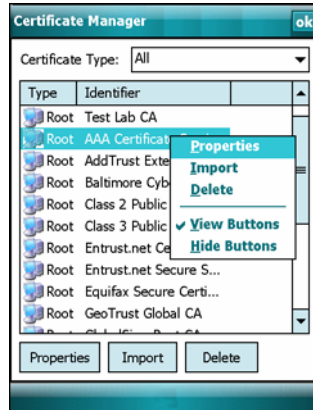 Certificate Manager ok
Certificate Type: All
Type Identifier
Root Test Lab CA
Root AAA Certificate
Root AddTrust Exte
Root Baltimore Cyb
Root Class 2 Public
Root Class 3 Public
Root Entrust.net Ce
Root Entrust.net Secure S...
Root Equifax Secure Certi...
Root GeoTrust Global CA
Properties
Import
Delete
View Buttons
Hide Buttons
Properties Import Delete